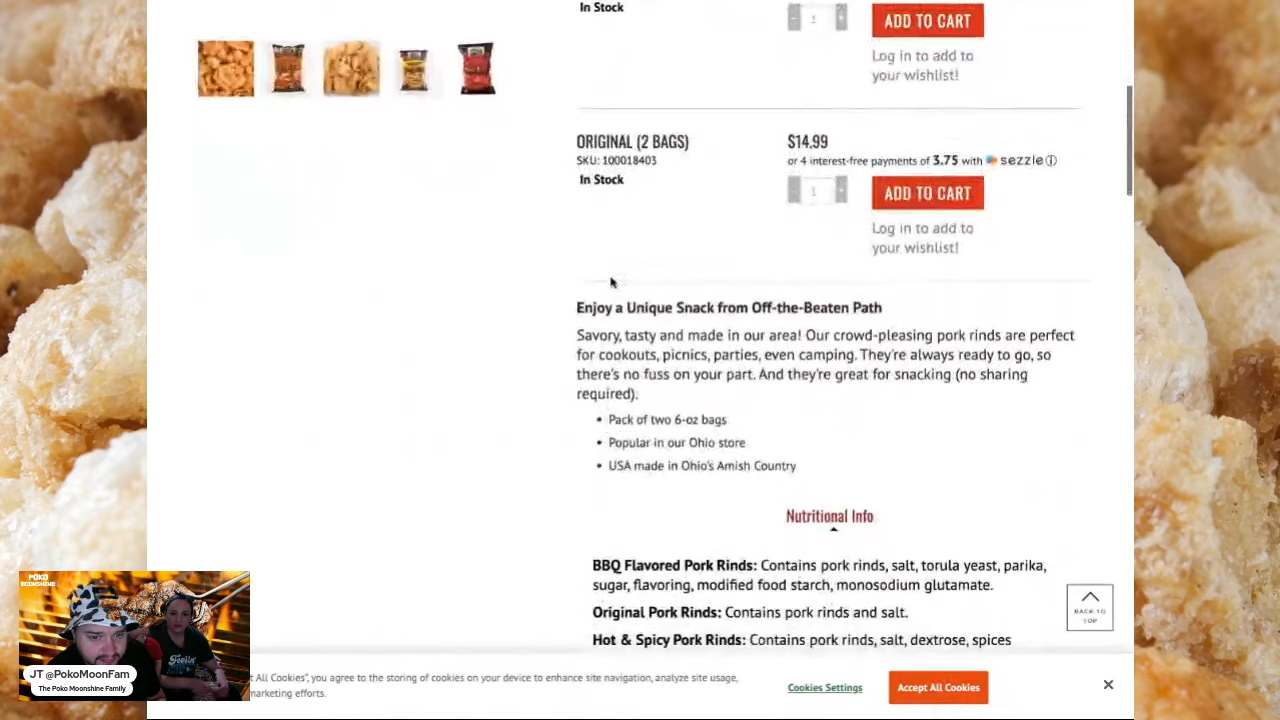 In Stock
- 1 +
ADD TO CART
Log in to add to
your wishlist!
ORIGINAL (2 BAGS)
$14.99
SKU: 100018403
or 4 interest-free payments of 3.75 with sezzle
In Stock
- 1 +
ADD TO CART
Log in to add to
your wishlist!
Enjoy a Unique Snack from Off-the-Beaten Path
Savory, tasty and made in our area! Our crowd-pleasing pork rinds are perfect
for cookouts, picnics, parties, even camping. They're always ready to go, so
there's no fuss on your part. And they're great for snacking (no sharing
required).
• Pack of two 6-oz bags
• Popular in our Ohio store
• USA made in Ohio's Amish Country
Nutritional Info
BBQ Flavored Pork Rinds: Contains pork rinds, salt, torula yeast, parika,
sugar, flavoring, modified food starch, monosodium glutamate.
Original Pork Rinds: Contains pork rinds and salt.
Hot & Spicy Pork Rinds: Contains pork rinds, salt, dextrose, spices
BACK TO
TOP
t All Cookies", you agree to the storing of cookies on your device to enhance site navigation, analyze site usage,
marketing efforts.
Cookies Settings
Accept All Cookies
POKO
MOONSHINE
JT @PokoMoonFam
The Poko Moonshine Family